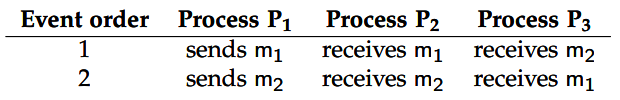 Event order Process P₁ Process P₂ Process P₃
1 sends m₁ receives m₁ receives m₂
2 sends m₂ receives m₂ receives m₁